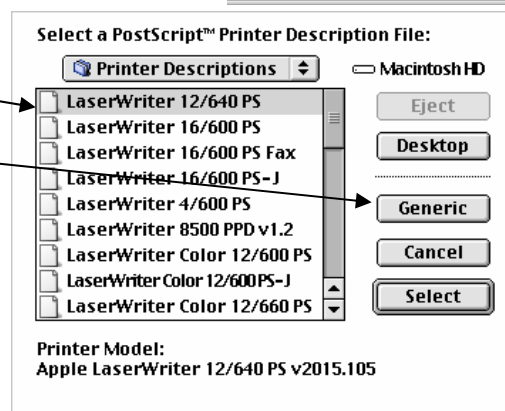 Select a PostScript™ Printer Description File:
Printer Descriptions
Macintosh HD
LaserWriter 12/640 PS
LaserWriter 16/600 PS
LaserWriter 16/600 PS Fax
LaserWriter 16/600 PS-J
LaserWriter 4/600 PS
LaserWriter 8500 PPD v1.2
LaserWriter Color 12/600 PS
LaserWriter Color 12/600 PS-J
LaserWriter Color 12/660 PS
Eject
Desktop
Generic
Cancel
Select
Printer Model:
Apple LaserWriter 12/640 PS v2015.105